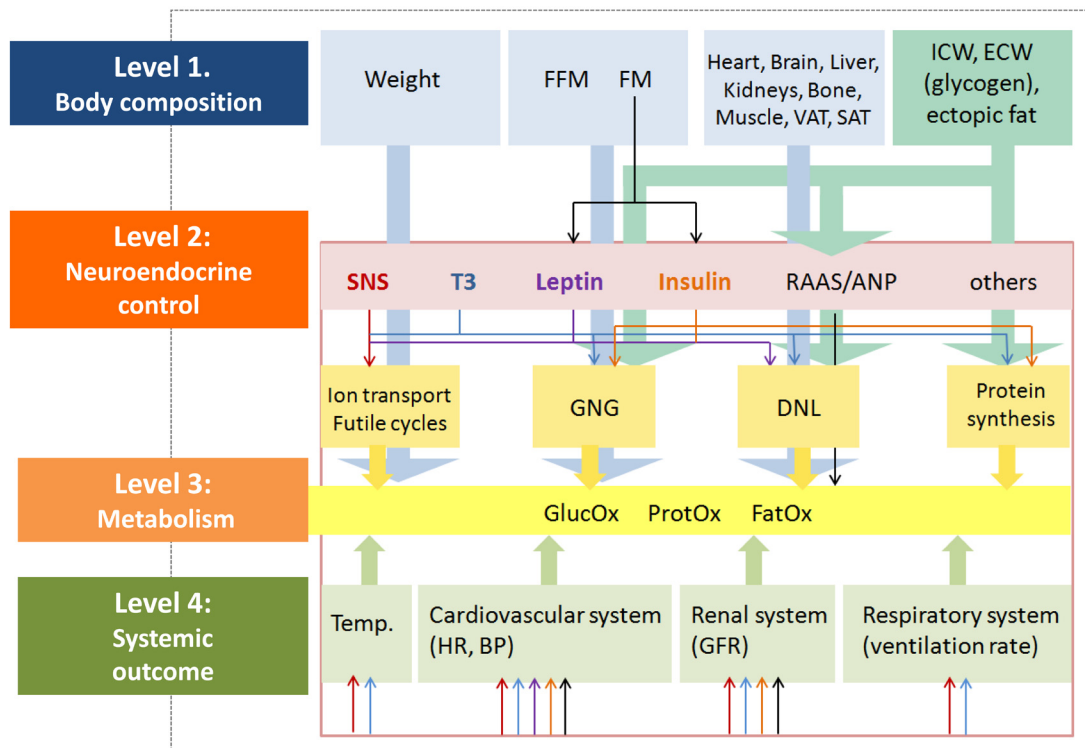 Level 1.
Body composition
Weight
FFM FM
Heart, Brain, Liver,
Kidneys, Bone,
Muscle, VAT, SAT
ICW, ECW
(glycogen),
ectopic fat
Level 2:
Neuroendocrine
control
SNS T3 Leptin Insulin RAAS/ANP others
Ion transport
Futile cycles
GNG
DNL
Protein
synthesis
Level 3:
Metabolism
GlucOx ProtOx FatOx
Level 4:
Systemic
outcome
Temp.
Cardiovascular system
(HR, BP)
Renal system
(GFR)
Respiratory system
(ventilation rate)